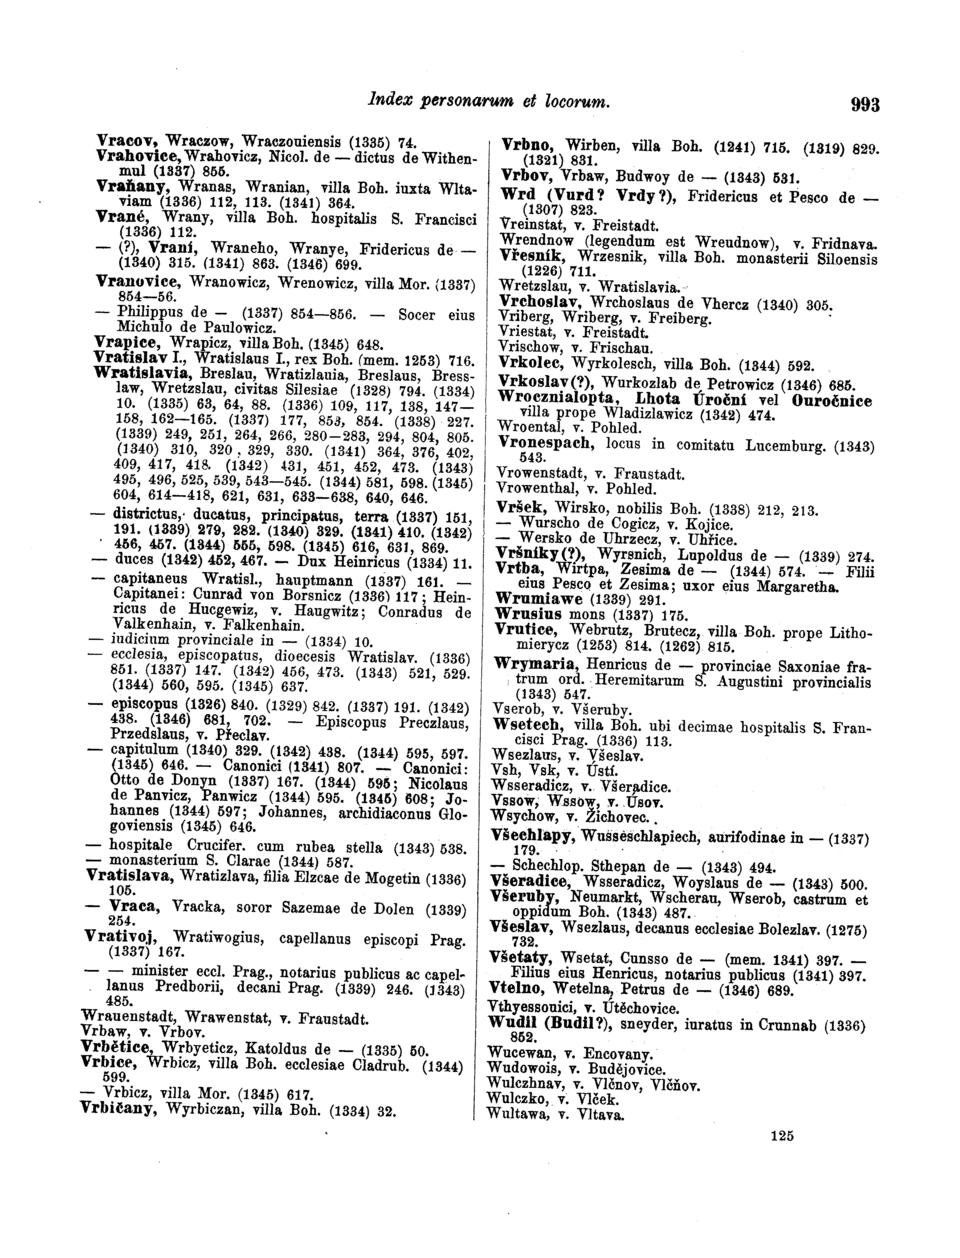 Index personarum et locorum.
993
Vracov, Wraczow, Wraczouiensis (1335) 74.
Vrahovice, Wrahovicz, Nicol. de — dictus de Withen-
mul (1337) 855.
Vraňany, Wranas, Wranian, villa Boh. iuxta Wlta-
viam (1336) 112, 113. (1341) 364.
Vrané, Wrany, villa Boh. hospitalis S. Francisci
(1336) 112.
— (?), Vraní, Wraneho, Wranye, Fridericus de —
(1340) 315. (1341) 863. (1346) 699.
Vranovice, Wranowicz, Wrenowicz, villa Mor. (1337)
854—56.
— Philippus de — (1337) 854—856. — Socer eius
Michulo de Paulowicz.
Vrapice, Wrapicz, villa Boh. (1345) 648.
Vratislav I., Wratislaus I., rex Boh. (mem. 1253) 716.
Wratislavia, Breslau, Wratizlauia, Breslaus, Bress-
law, Wretzslau, civitas Silesiae (1328) 794. (1334)
10. (1335) 63, 64, 88. (1336) 109, 117, 138, 147—
158, 162—165. (1337) 177, 853, 854. (1338) 227.
(1339) 249, 251, 264, 266, 280—283, 294, 804, 805.
(1340) 310, 320, 329, 330. (1341) 364, 376, 402,
409, 417, 418. (1342) 431, 451, 452, 473. (1343)
495, 496, 525, 539, 543—545. (1344) 581, 598. (1345)
604, 614—418, 621, 631, 633—638, 640, 646.
— districtus, ducatus, principatus, terra (1337) 151,
191. (1339) 279, 282. (1340) 329. (1341) 410. (1342)
456, 457. (1344) 555, 598. (1345) 616, 631, 869.
— duces (1342) 452, 467. — Dux Heinricus (1334) 11.
— capitaneus Wratisl., hauptmann (1337) 161. —
Capitanei: Cunrad von Borsnicz (1336) 117; Hein-
ricus de Hucgewiz, v. Haugwitz; Conradus de
Valkenhain, v. Falkenhain.
— iudicium provinciale in — (1334) 10.
— ecclesia, episcopatus, dioecesis Wratislav. (1336)
851. (1337) 147. (1342) 456, 473. (1343) 521, 529.
(1344) 560, 595. (1345) 637.
— episcopus (1326) 840. (1329) 842. (1337) 191. (1342)
438. (1346) 681, 702. — Episcopus Preczlaus,
Przedslaus, v. Přeclav.
— capitulum (1340) 329. (1342) 438. (1344) 595, 597.
(1345) 646. — Canonici (1341) 807. — Canonici:
Otto de Donyn (1337) 167. (1344) 595; Nicolaus
de Panvicz, Panwicz (1344) 595. (1345) 608; Jo-
hannes (1344) 597; Johannes, archidiaconus Glo-
goviensis (1345) 646.
— hospitale Crucifer. cum rubea stella (1343) 538.
— monasterium S. Clarae (1344) 587.
Vratislava, Wratizlava, filia Elzcae de Mogetin (1336)
105.
— Vraca, Vracka, soror Sazemae de Dolen (1339)
254.
Vrativoj, Wratiwogius, capellanus episcopi Prag.
(1337) 167.
— — minister eccl. Prag., notarius publicus ac capel-
lanus Predborii, decani Prag. (1339) 246. (1343)
485.
Wrauenstadt, Wrawenstat, v. Fraustadt.
Vrbaw, v. Vrbov.
Vrbětice, Wrbyeticz, Katoldus de — (1335) 50.
Vrbice, Wrbicz, villa Boh. ecclesiae Cladrub. (1344)
599.
— Vrbicz, villa Mor. (1345) 617.
Vrbičany, Wyrbiczan, villa Boh. (1334) 32.
Vrbno, Wirben, villa Boh. (1241) 715. (1319) 829.
(1321) 831.
Vrbov, Vrbaw, Budwoy de — (1343) 531.
Wrd (Vurd? Vrdy?), Fridericus et Pesco de —
(1307) 823.
Vreinstat, v. Freistadt.
Wrendnow (legendum est Wreudnow), v. Fridnava.
Vřesník, Wrzesnik, villa Boh. monasterii Siloensis
(1226) 711.
Wretzslau, v. Wratislavia.
Vrchoslav, Wrchoslaus de Vhercz (1340) 305.
Vriberg, Wriberg, v. Freiberg.
Vriestat, v. Freistadt.
Vrischow, v. Frischau.
Vrkolec, Wyrkolesch, villa Boh. (1344) 592.
Vrkoslav(?), Wurkozlab de Petrowicz (1346) 685.
Wrocznialopta, Lhota Úroční vel Ouročnice
villa prope Wladizlawicz (1342) 474.
Wroental, v. Pohled.
Vronespach, locus in comitatu Lucemburg. (1343)
543.
Vrowenstadt, v. Fraustadt.
Vrowenthal, v. Pohled.
Vršek, Wirsko, nobilis Boh. (1338) 212, 213.
— Wurscho de Cogicz, v. Kojice.
— Wersko de Uhrzecz, v. Uhřice.
Vršníky(?), Wyrsnich, Lupoldus de — (1339) 274.
Vrtba, Wirtpa, Zesima de — (1344) 574. — Filii
eius Pesco et Zesima; uxor eius Margaretha.
Wrumiawe (1339) 291.
Wrusius mons (1337) 175.
Vrutice, Webrutz, Brutecz, villa Boh. prope Litho-
mierycz (1253) 814. (1262) 815.
Wrymaria, Henricus de — provinciae Saxoniae fra-
trum ord. Heremitarum S. Augustini provincialis
(1343) 547.
Vserob, v. Všeruby.
Wsetech, villa Boh. ubi decimae hospitalis S. Fran-
cisci Prag. (1336) 113.
Wsezlaus, v. Všeslav.
Vsh, Vsk, v. Ústí.
Wsseradicz, v. Všeradice.
Vssow, Wssow, v. Úsov.
Wsychow, v. Žichovec.
Všechlapy, Wusseschlapiech, aurifodinae in — (1337)
179.
— Schechlop. Sthepan de — (1343) 494.
Všeradice, Wsseradicz, Woyslaus de — (1343) 500.
Všeruby, Neumarkt, Wscherau, Wserob, castrum et
oppidum Boh. (1343) 487.
Všeslav, Wsezlaus, decanus ecclesiae Bolezlav. (1275)
732.
Všetaty, Wsetat, Cunsso de — (mem. 1341) 397. —
Filius eius Henricus, notarius publicus (1341) 397.
Vtelno, Wetelna, Petrus de — (1346) 689.
Vthyessonici, v. Útěchovice.
Wudil (Budil?), sneyder, iuratus in Crunnab (1336)
852.
Wucewan, v. Encovany.
Wudowois, v. Budějovice.
Wulczhnav, v. Vlčnov, Vlčňov.
Wulczko, v. Vlček.
Wultawa, v. Vltava.
125